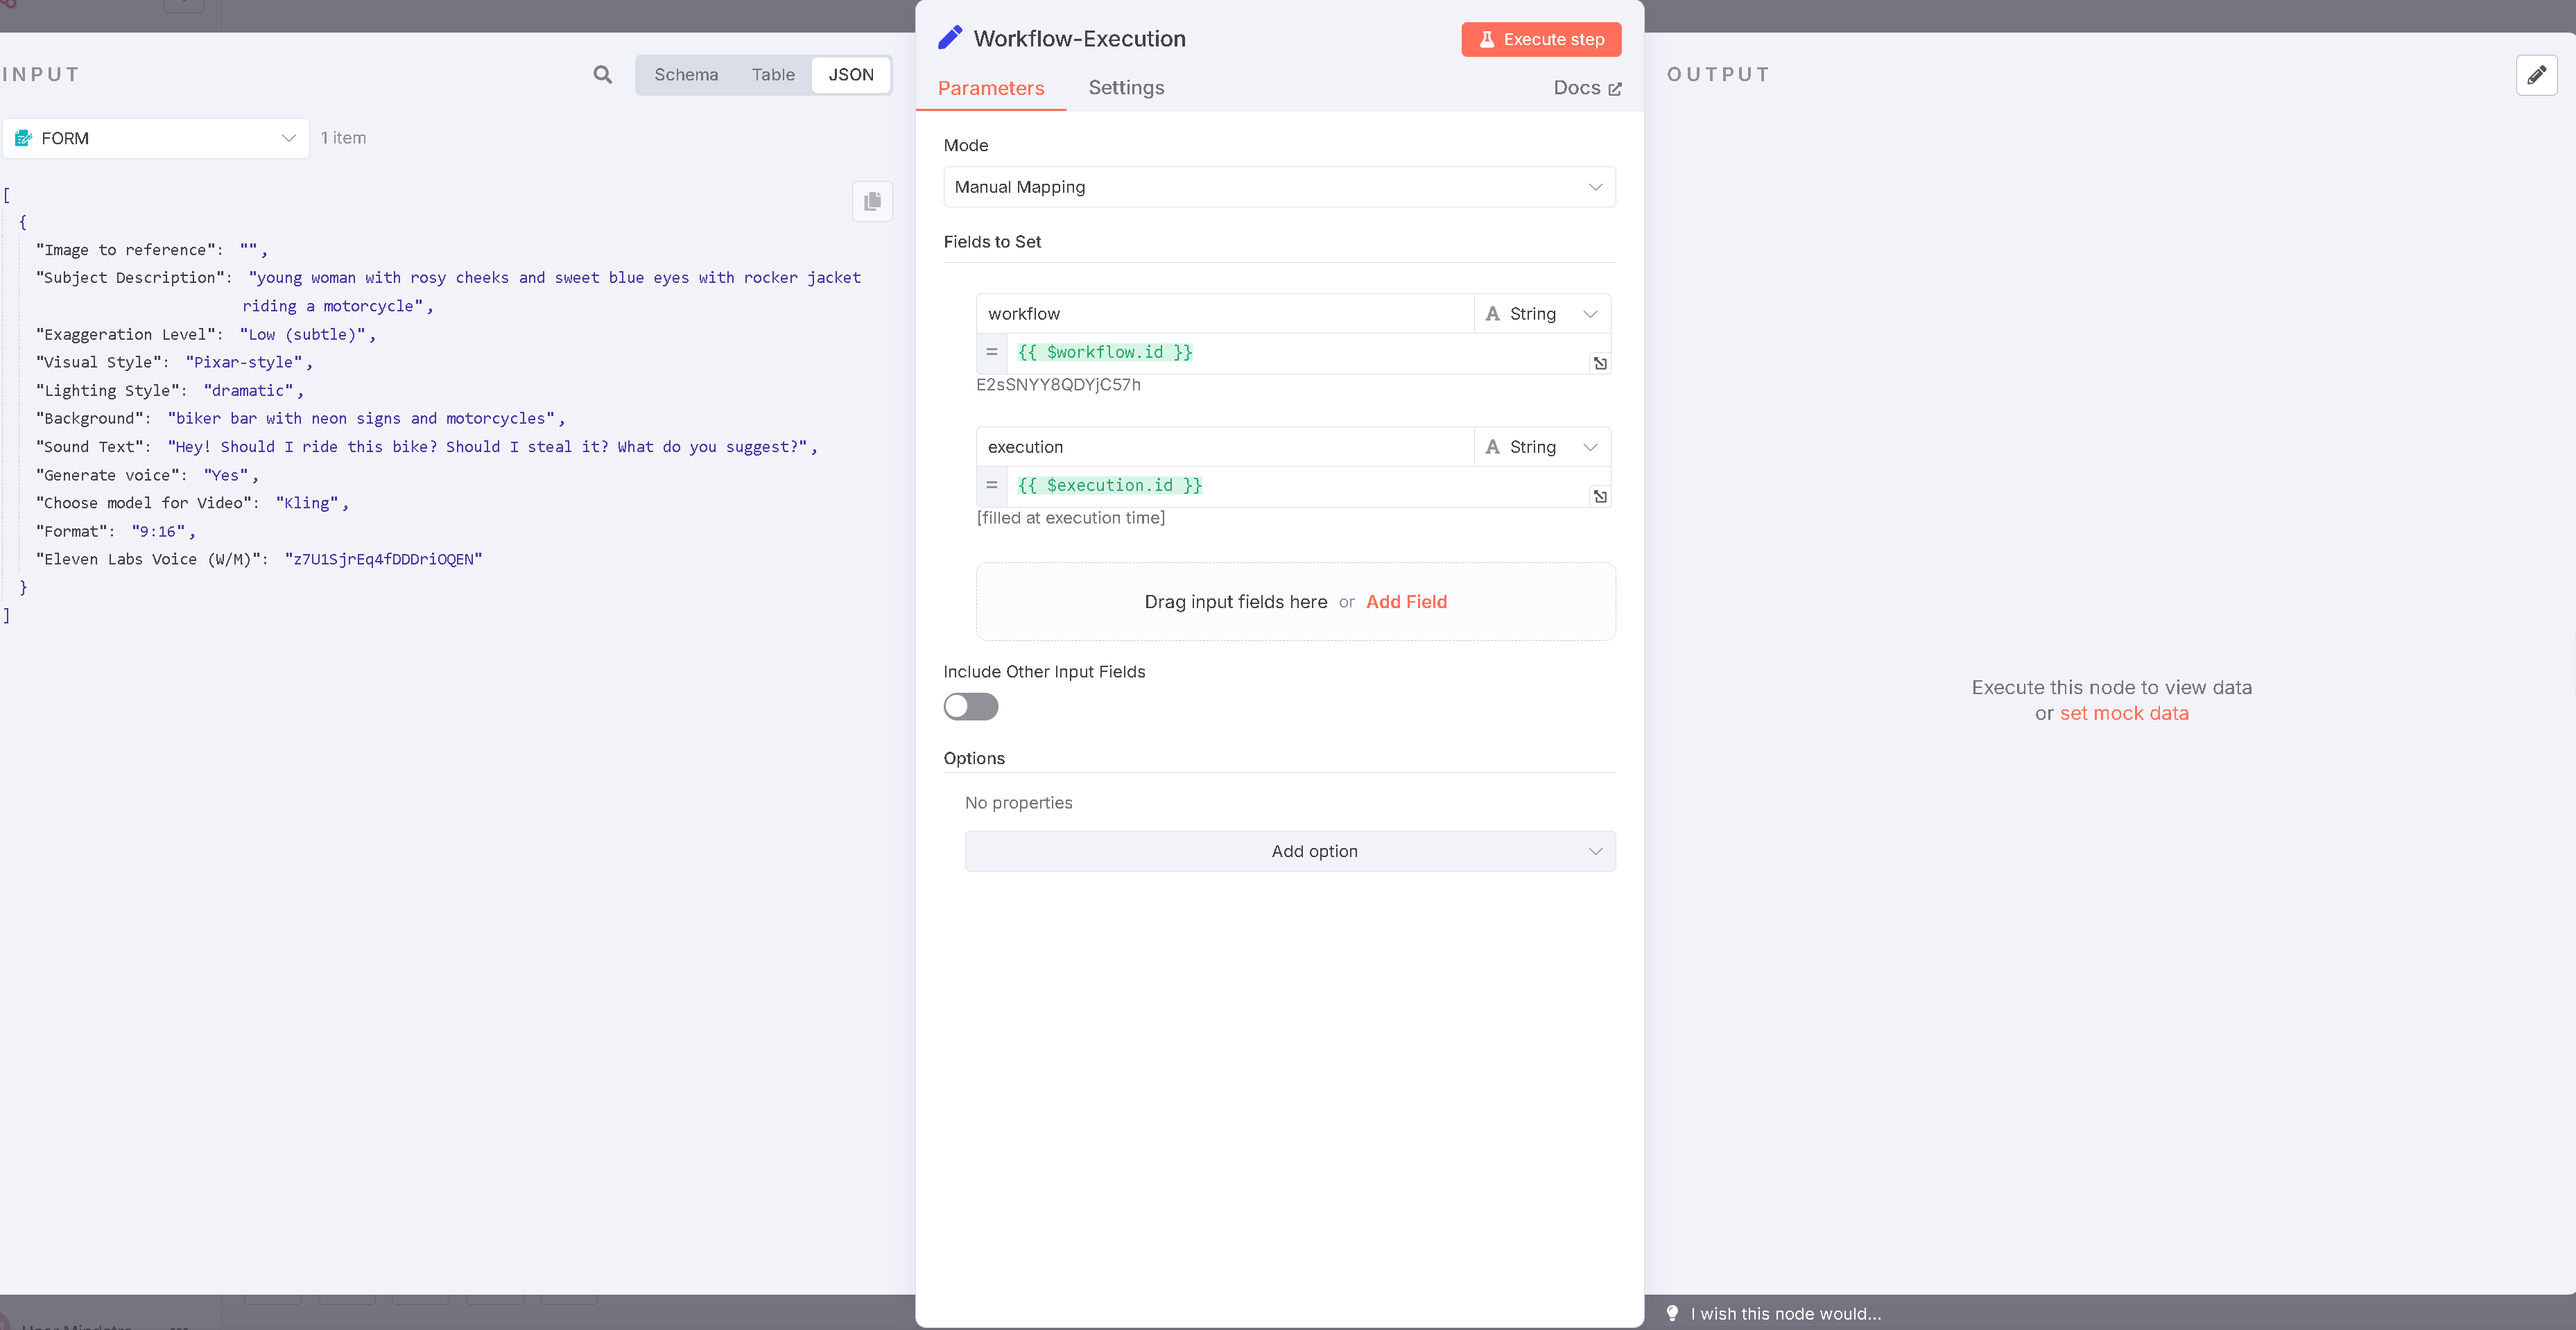 INPUT
Schema
Table
JSON
FORM
1 item
[
{
"Image to reference": "",
"Subject Description": "young woman with rosy cheeks and sweet blue eyes with rocker jacket
riding a motorcycle",
"Exaggeration Level": "Low (subtle)",
"Visual Style": "Pixar-style",
"Lighting Style": "dramatic",
"Background": "biker bar with neon signs and motorcycles",
"Sound Text": "Hey! Should I ride this bike? Should I steal it? What do you suggest?",
"Generate voice": "Yes",
"Choose model for Video": "Kling",
"Format": "9:16",
"Eleven Labs Voice (W/M)": "z7U1SjrEq4fDDDriOQEN"
}
]
Workflow-Execution
Execute step
Parameters
Settings
Docs
Mode
Manual Mapping
Fields to Set
workflow
A String
= {{ $workflow.id }}
E2sSNYY8QDYjC57h
execution
A String
= {{ $execution.id }}
[filled at execution time]
Drag input fields here or Add Field
Include Other Input Fields
Options
No properties
Add option
OUTPUT
Execute this node to view data
or set mock data
I wish this node would...